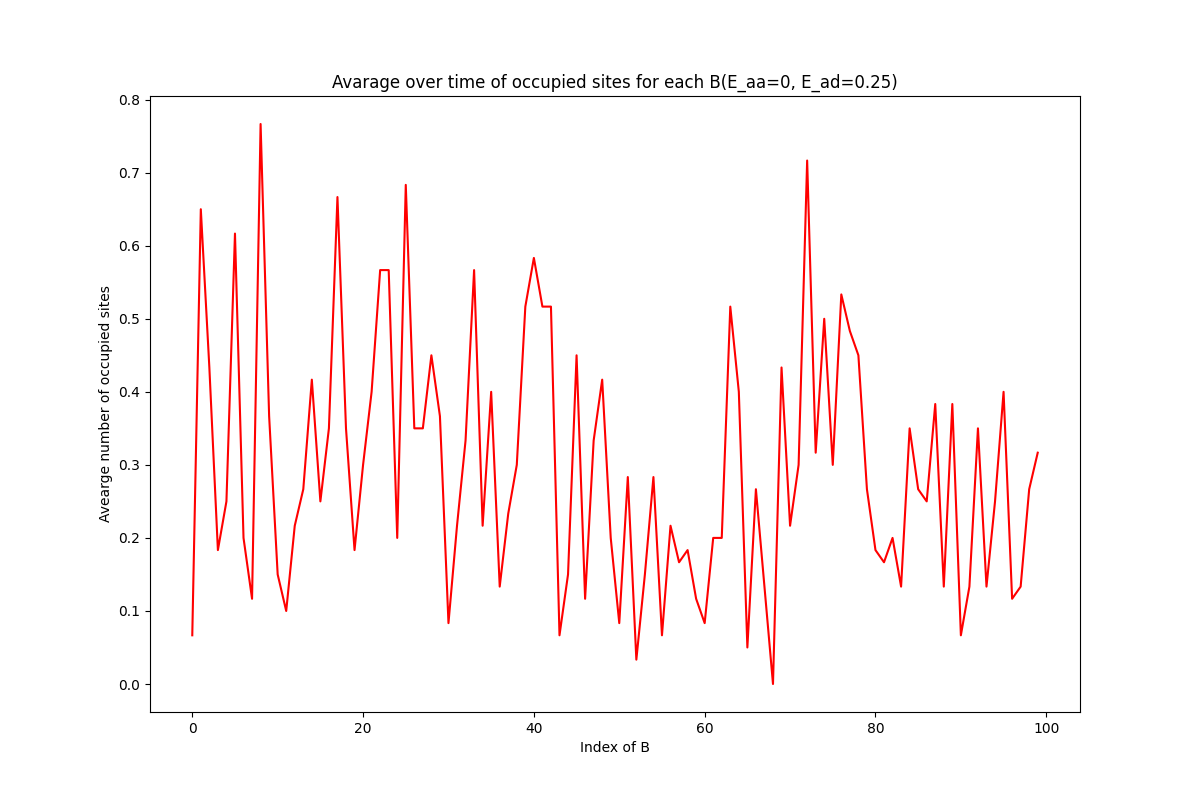 Avarage over time of occupied sites for each B(E_aa=0, E_ad=0.25)
0.8
0.7
0.6
0.5
0.4
0.3
0.2
0.1
0.0
Avearge number of occupied sites
0 20 40 60 80 100
Index of B